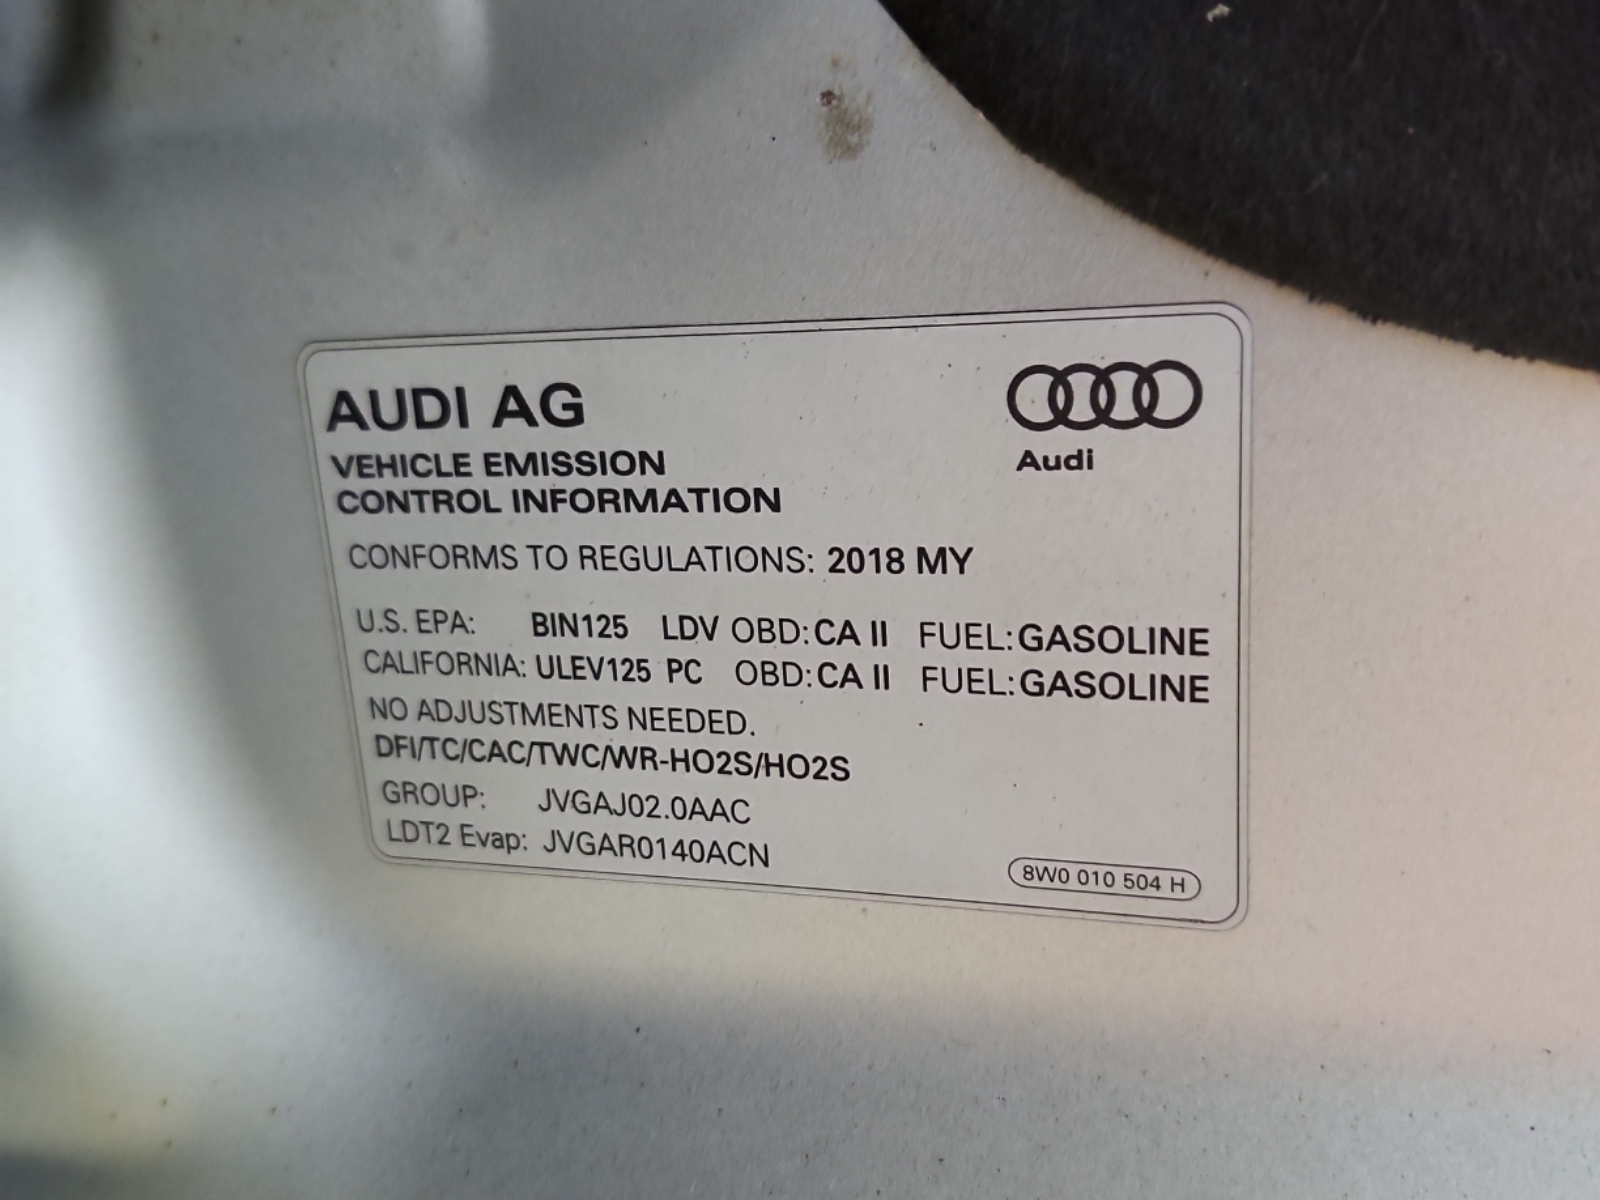 AUDI AG
Audi
VEHICLE EMISSION
CONTROL INFORMATION
CONFORMS TO REGULATIONS: 2018 MY
U.S. EPA: BIN125 LDV OBD:CA II FUEL:GASOLINE
CALIFORNIA: ULEV125 PC OBD:CA II FUEL:GASOLINE
NO ADJUSTMENTS NEEDED.
DFI/TC/CAC/TWC/WR-HO2S/HO2S
GROUP: JVGAJ02.0AAC
LDT2 Evap: JVGAR0140ACN
8W0 010 504 H